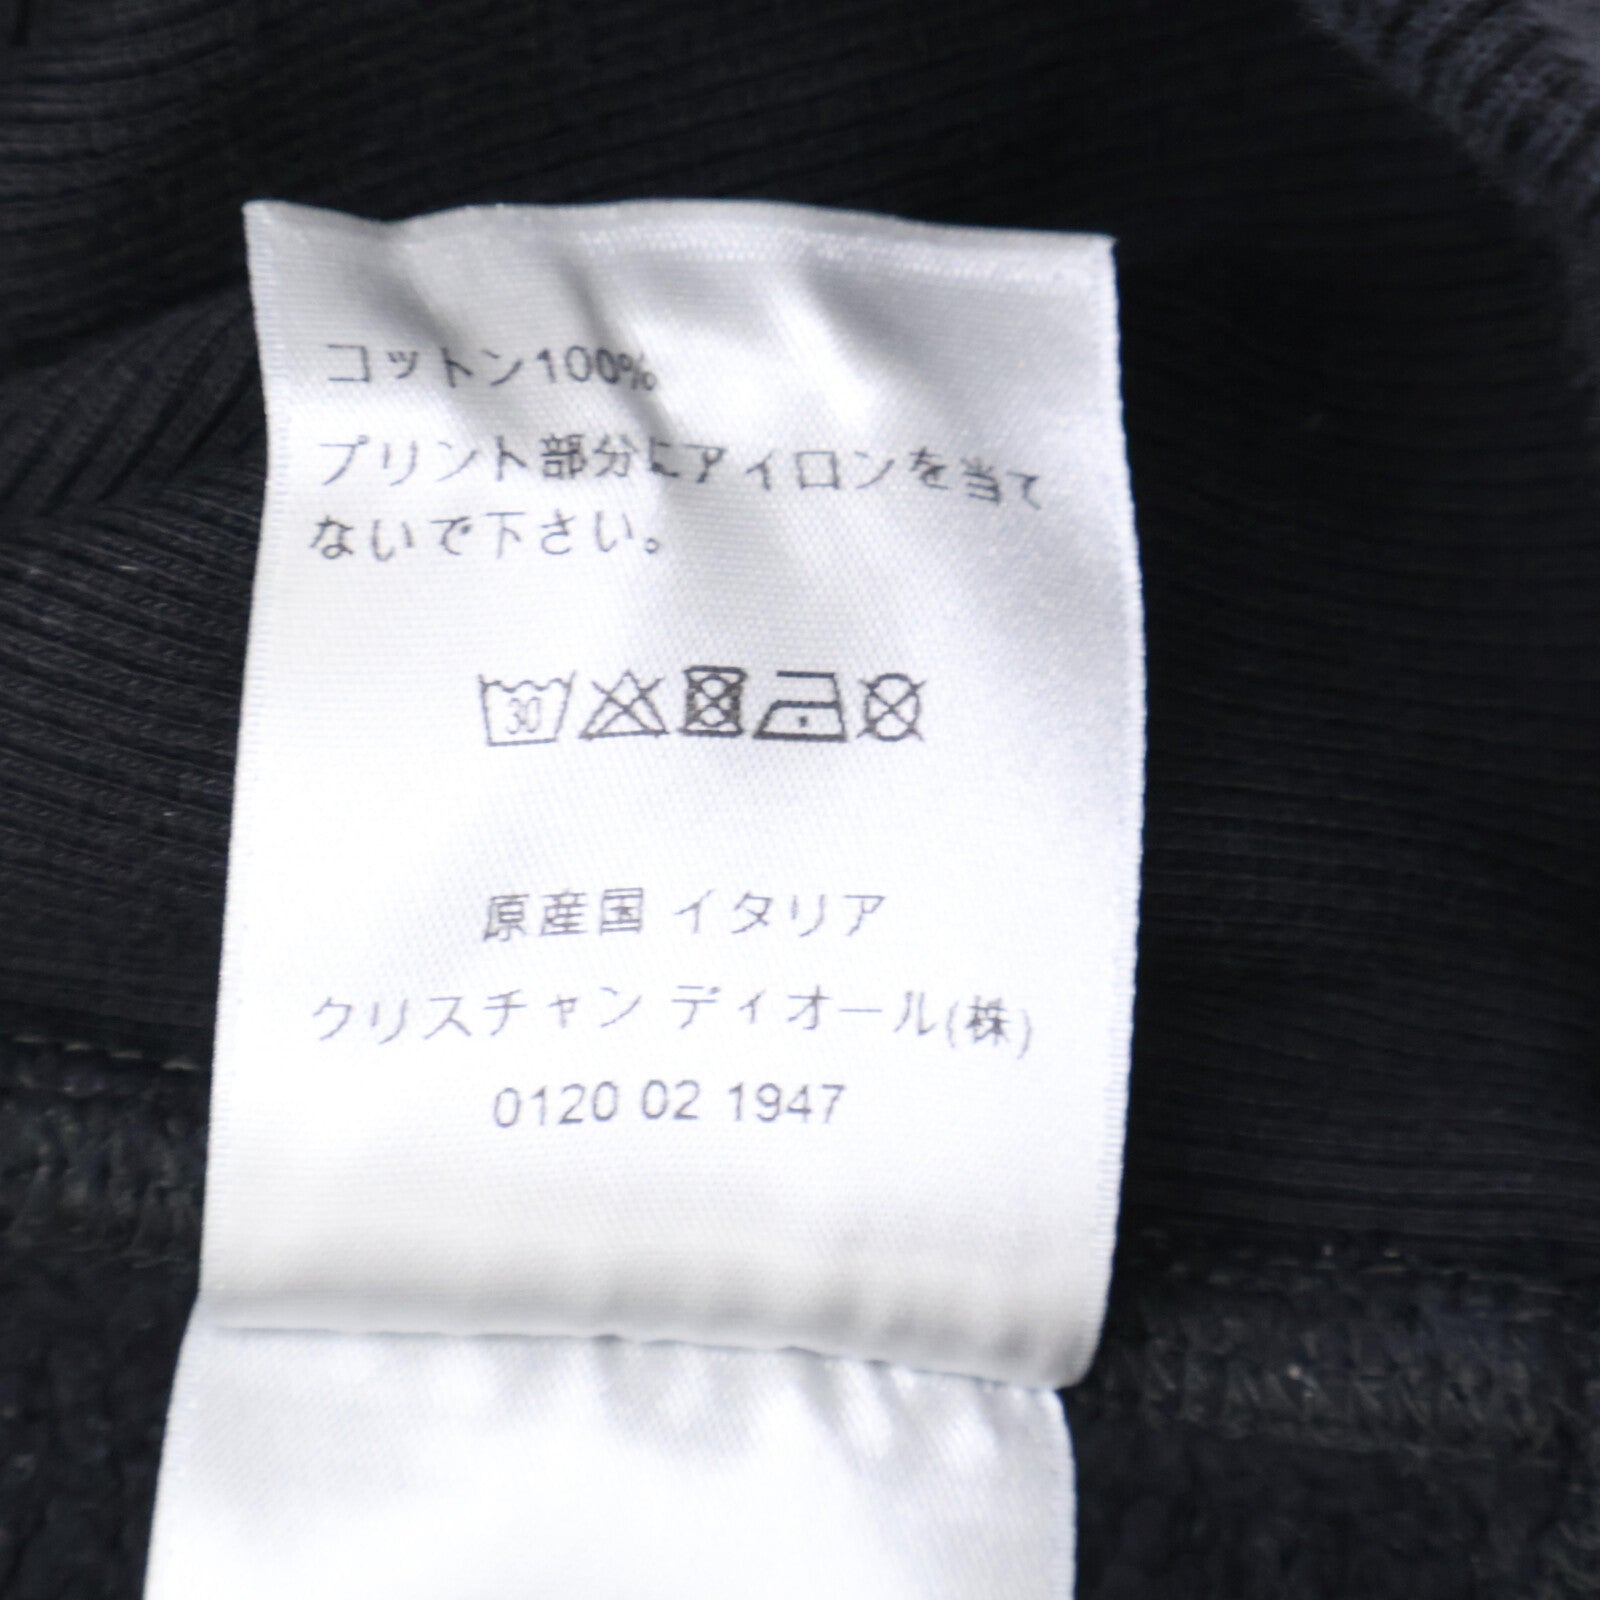 コットン100%
プリント部分にアイロンを当て
ないで下さい。
30
原産国 イタリア
クリスチャン ディオール(株)
0120 02 1947